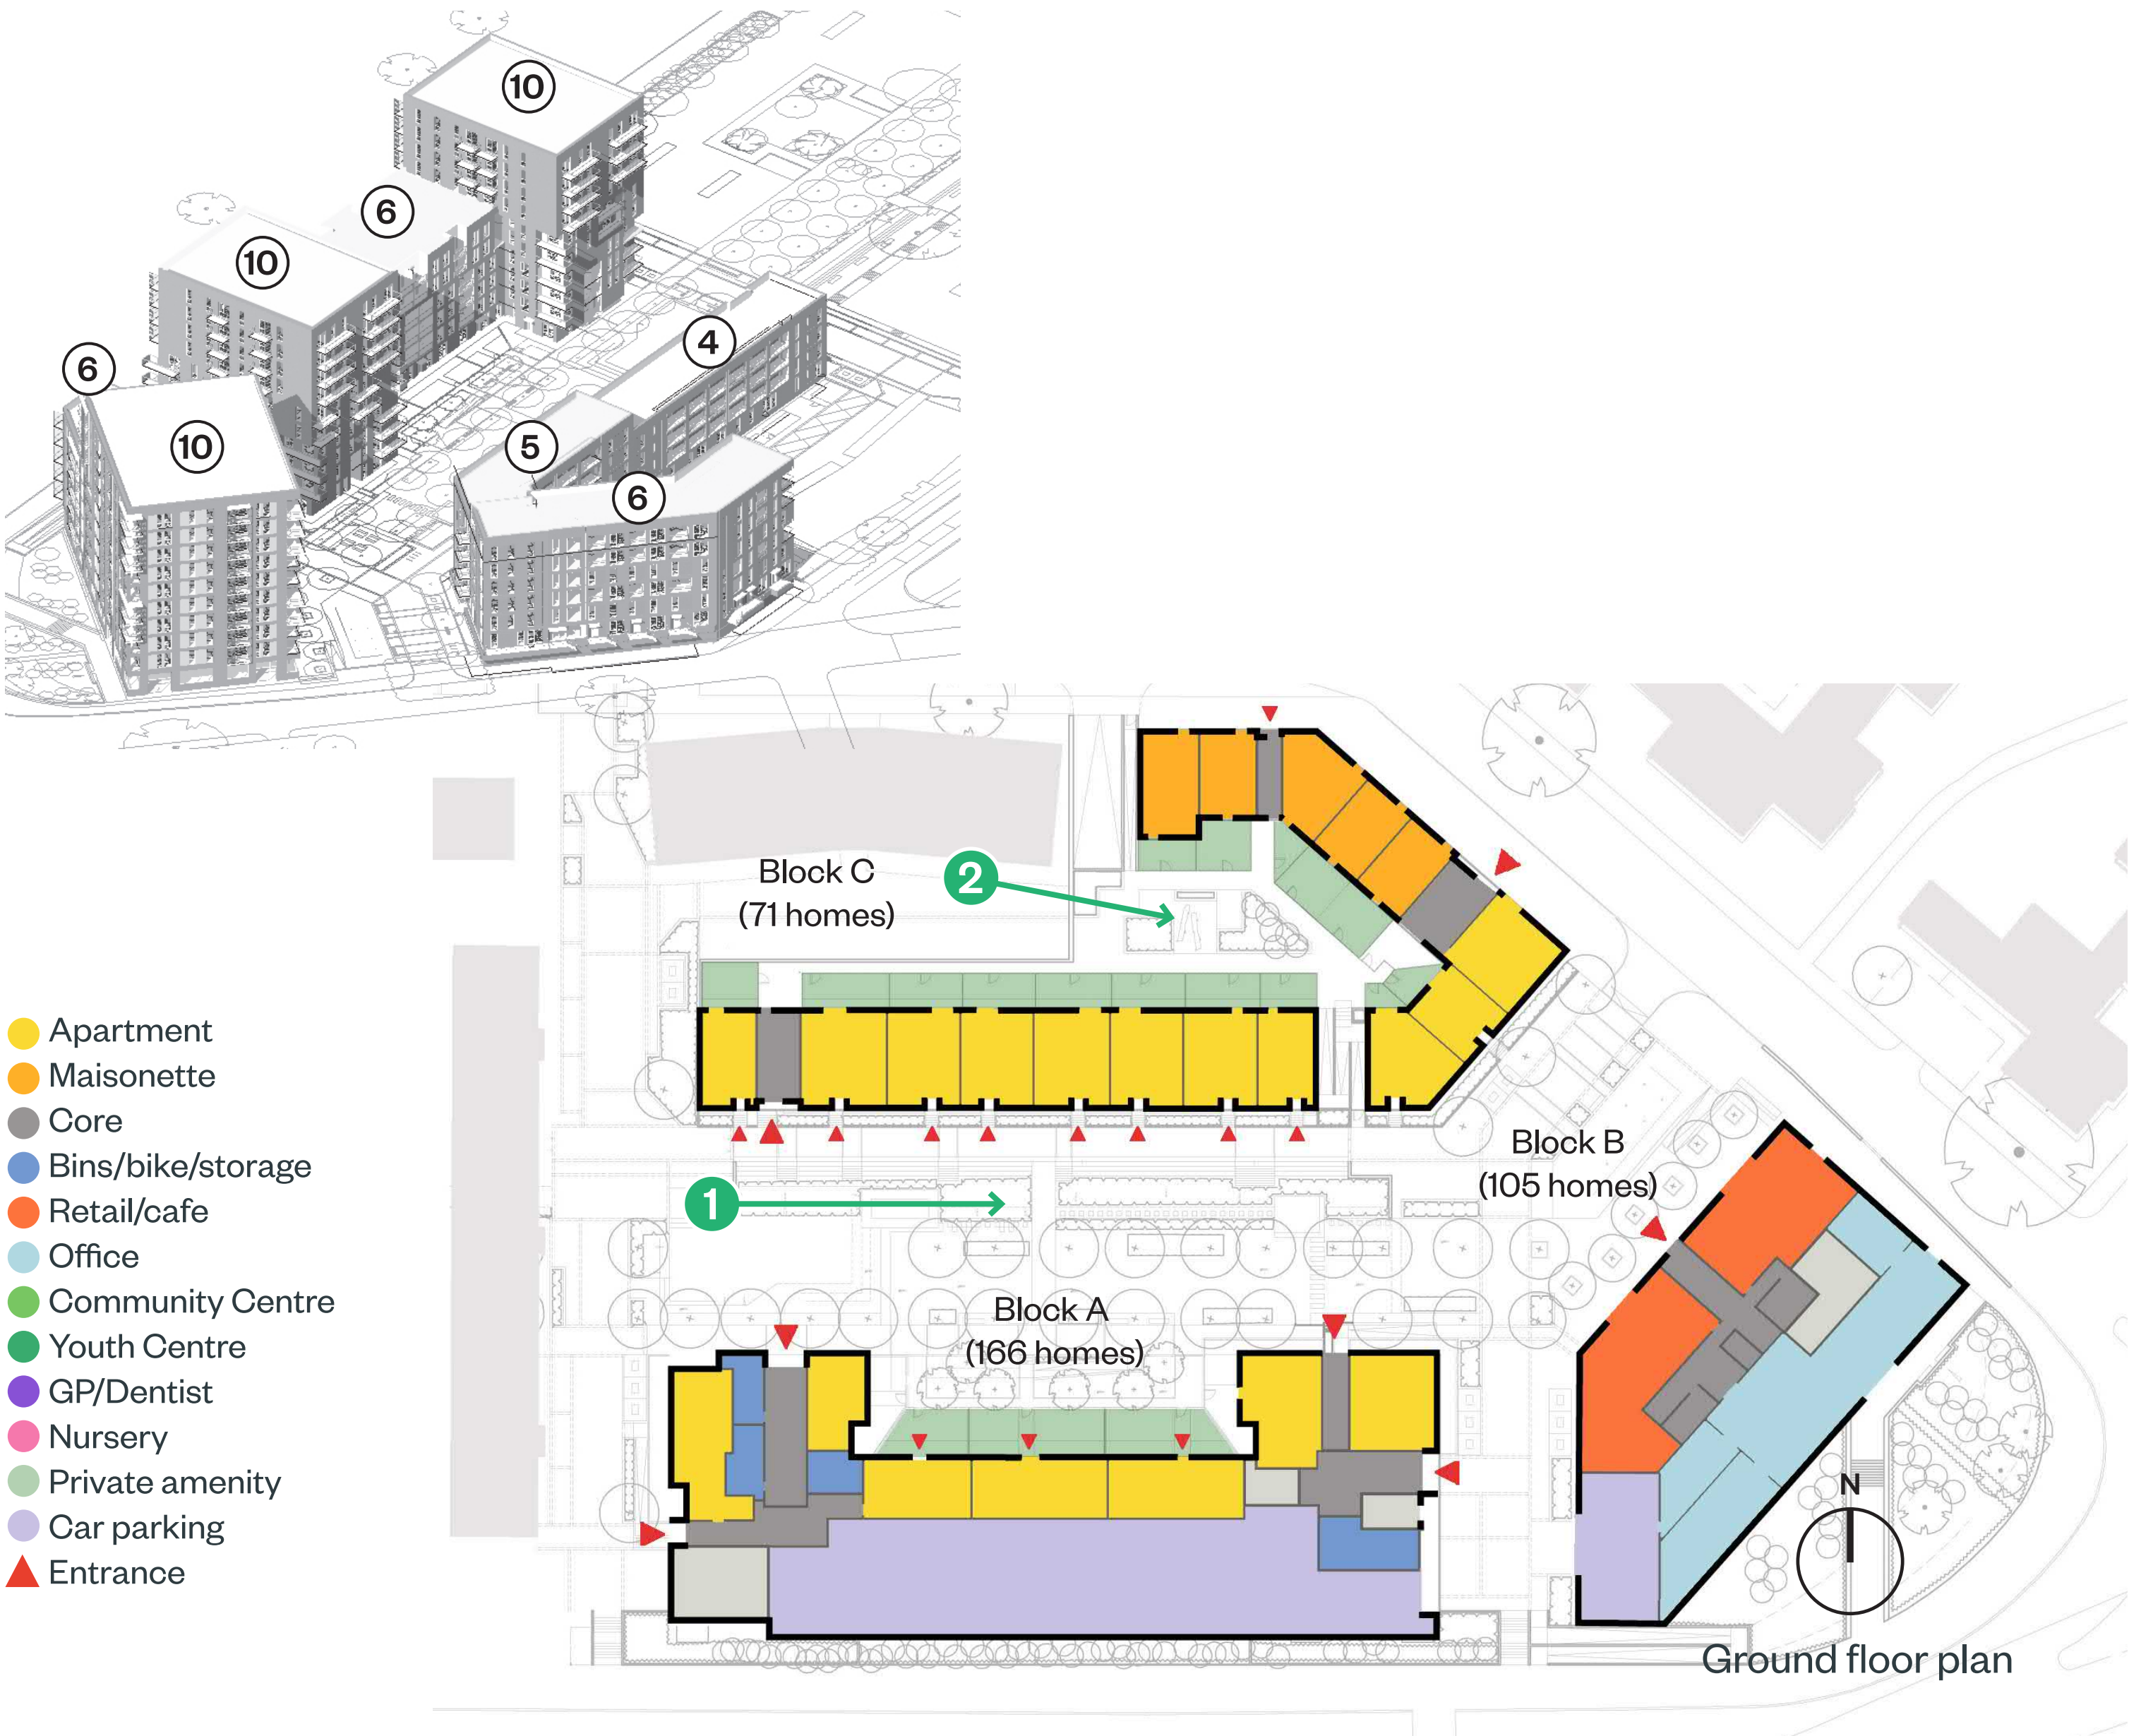 10
6
10
6
10
4
5
6
Block C
(71 homes)
2
1
Block B
(105 homes)
Block A
(166 homes)
Apartment
Maisonette
Core
Bins/bike/storage
Retail/cafe
Office
Community Centre
Youth Centre
GP/Dentist
Nursery
Private amenity
Car parking
Entrance
N
Ground floor plan